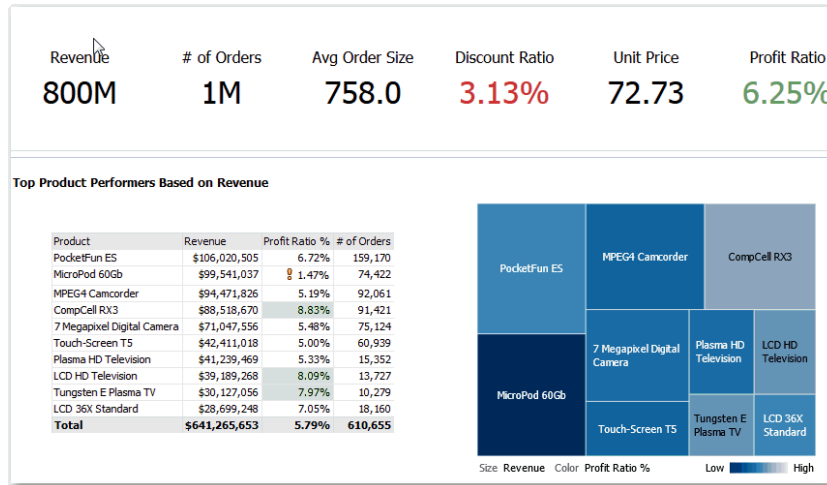 Revenue # of Orders Avg Order Size Discount Ratio Unit Price Profit Ratio
800M 1M 758.0 3.13% 72.73 6.25%
Top Product Performers Based on Revenue
Product Revenue Profit Ratio % # of Orders
PocketFun ES $106,020,505 6.72% 159,170
MicroPod 60Gb $99,541,037 1.47% 74,422
MPEG4 Camcorder $94,471,826 5.19% 92,061
CompCell RX3 $88,518,670 8.83% 91,421
7 Megapixel Digital Camera $71,047,556 5.48% 75,124
Touch-Screen T5 $42,411,018 5.00% 60,939
Plasma HD Television $41,239,469 5.33% 15,352
LCD HD Television $39,189,268 8.09% 13,727
Tungsten E Plasma TV $30,127,056 7.97% 10,279
LCD 36X Standard $28,699,248 7.05% 18,160
Total $641,265,653 5.79% 610,655
PocketFun ES
MPEG4 Camcorder
CompCell RX3
MicroPod 60Gb
7 Megapixel Digital
Camera
Plasma HD
Television
LCD HD
Television
Touch-Screen T5
Tungsten E
Plasma TV
LCD 36X
Standard
Size Revenue Color Profit Ratio % Low High